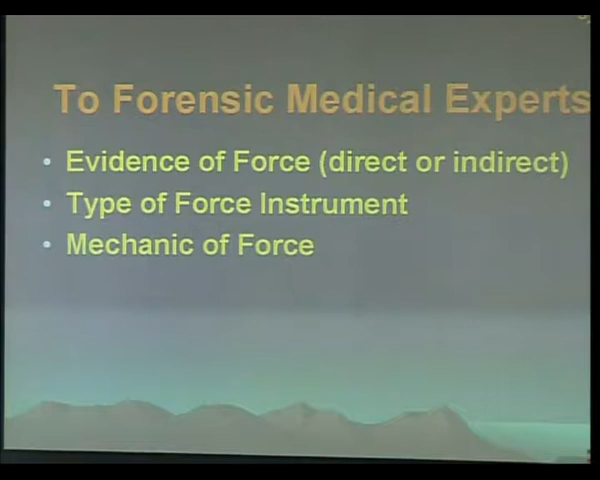 To Forensic Medical Experts
• Evidence of Force (direct or indirect)
• Type of Force Instrument
• Mechanic of Force